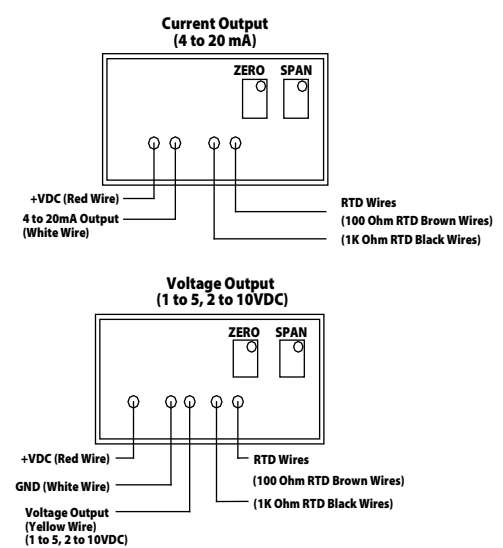 Current Output
(4 to 20 mA)
ZERO SPAN
+VDC (Red Wire)
4 to 20mA Output
(White Wire)
RTD Wires
(100 Ohm RTD Brown Wires)
(1K Ohm RTD Black Wires)
Voltage Output
(1 to 5, 2 to 10VDC)
ZERO SPAN
+VDC (Red Wire)
GND (White Wire)
Voltage Output
(Yellow Wire)
(1 to 5, 2 to 10VDC)
RTD Wires
(100 Ohm RTD Brown Wires)
(1K Ohm RTD Black Wires)